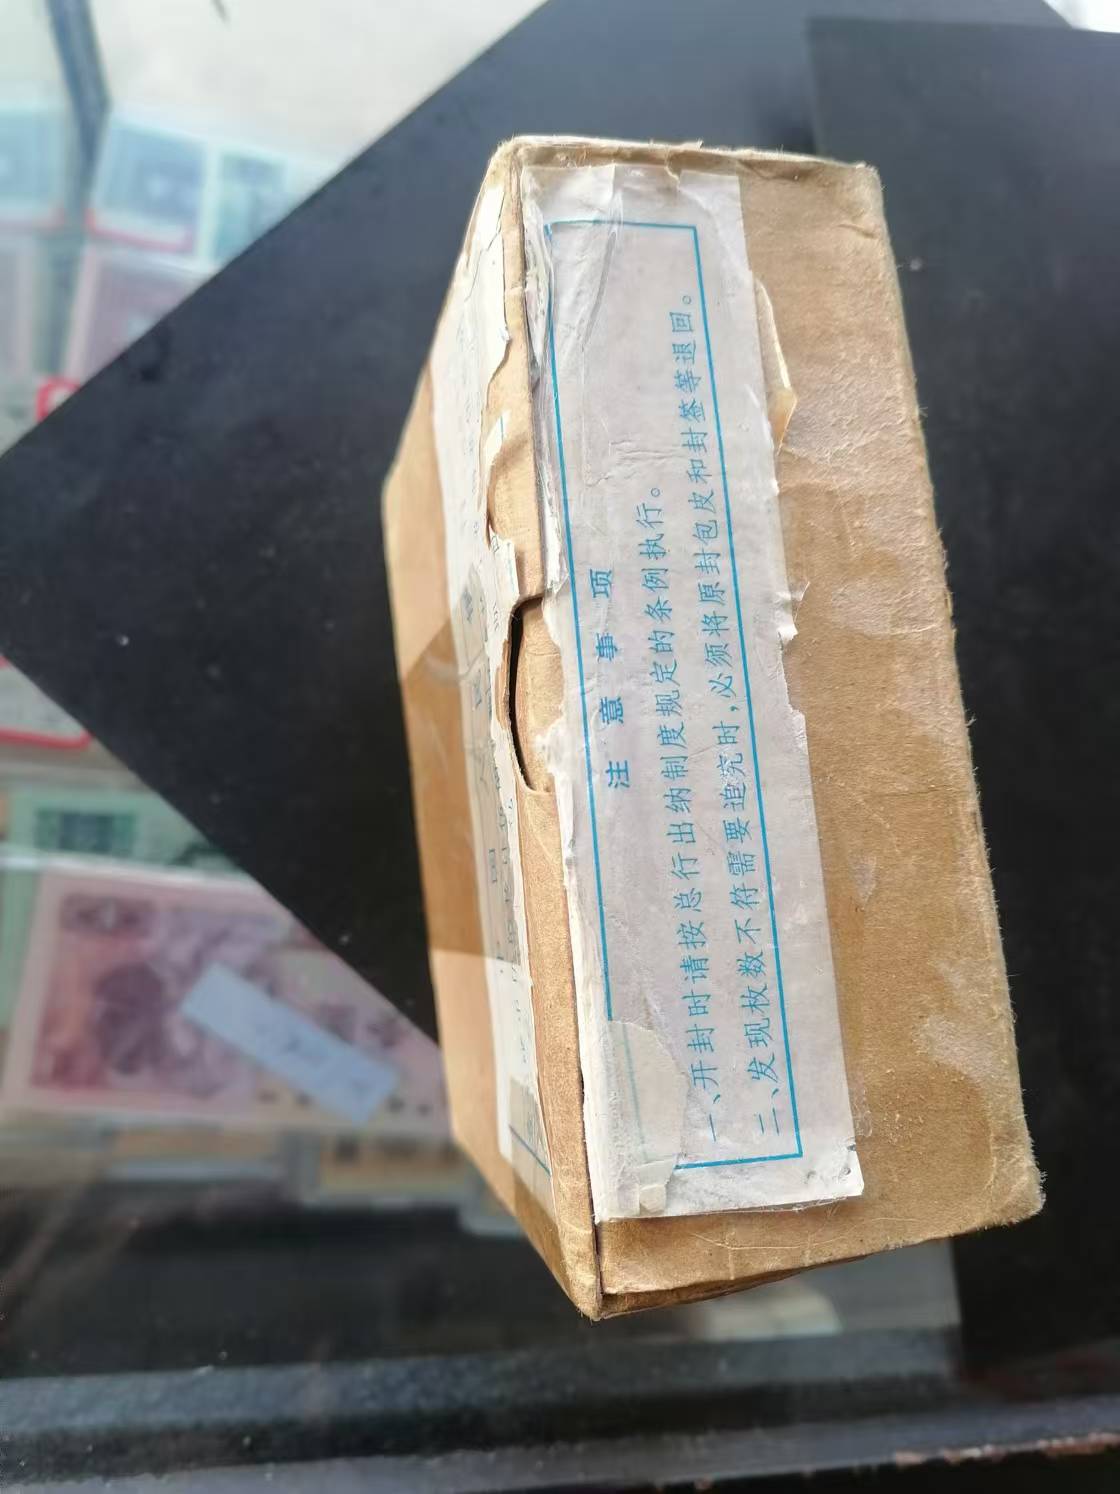 注意事项
一、开封时请按总行出纳制度规定的条例执行。
二、发现枚数不符需要追究时,必须将原封包皮和封签等退回。